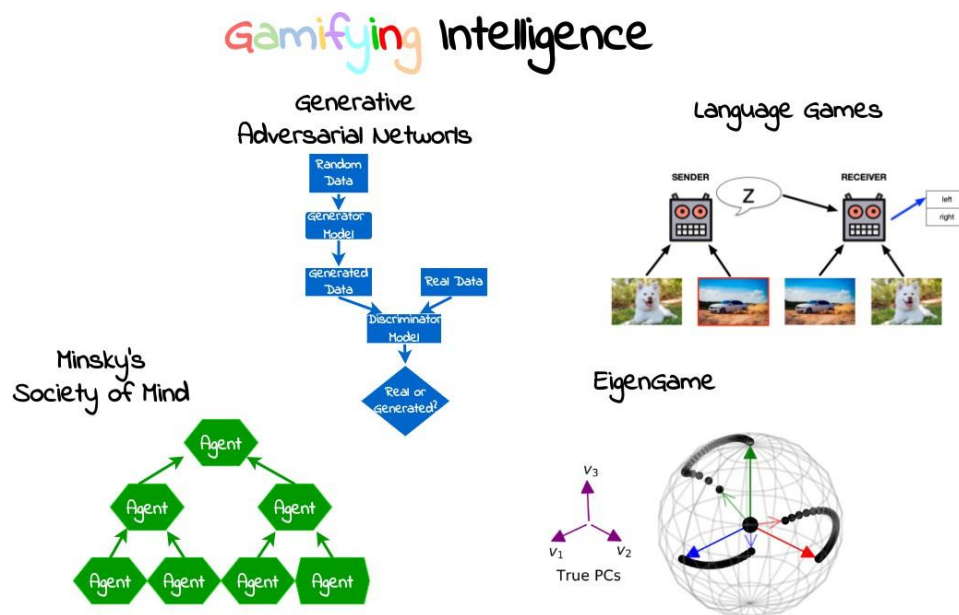 Gamifying Intelligence
Generative
Adversarial Networls
Random
Data
Generator
Model
Generated
Data
Real Data
Discriminator
Model
Real or
Generated?
Language Games
SENDER
Z
RECEIVER
left
right
Minsky's
Society of Mind
Agent
Agent
Agent
Agent
Agent
Agent
Agent
EigenGame
v3
v1
v2
True PCs